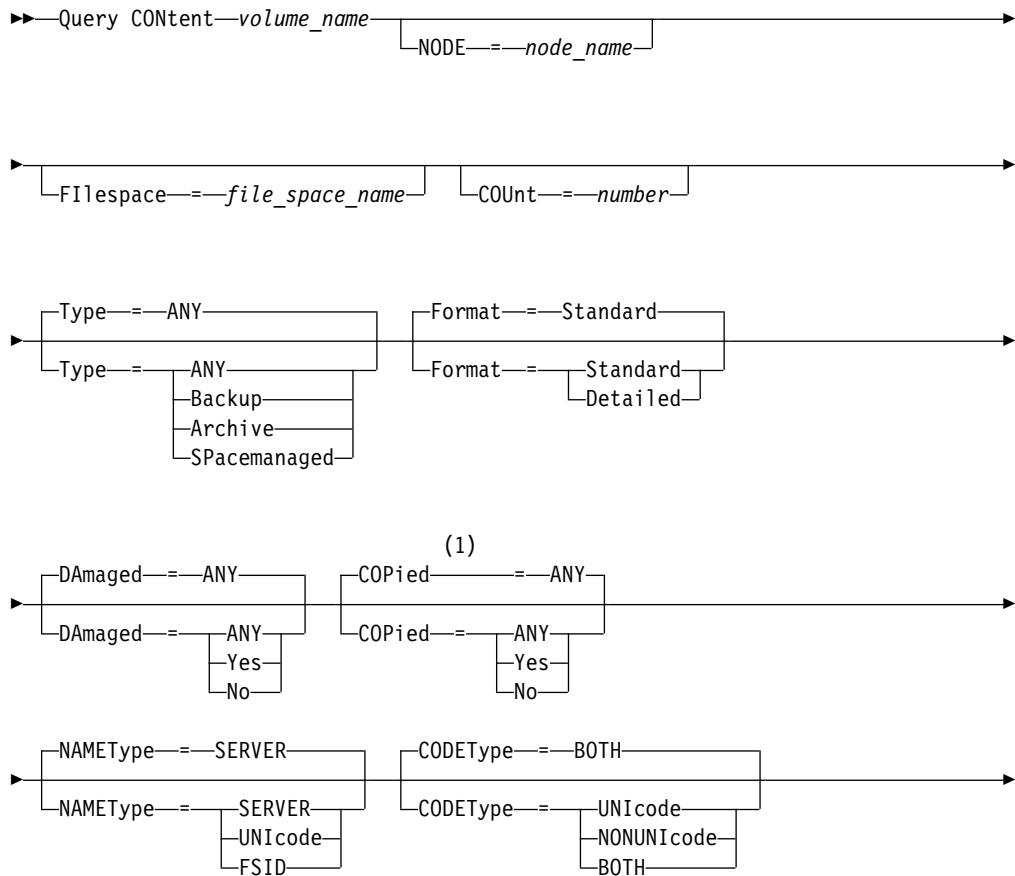 Query CONtent volume_name
NODE = node_name
FIlespace = file_space_name COUnt = number
Type = ANY Format = Standard
Type = ANY Format = Standard
Backup Detailed
Archive
SPacemanaged
(1)
DAmaged = ANY COPied = ANY
DAmaged = ANY COPied = ANY
Yes Yes
No No
NAMEType = SERVER CODEType = BOTH
NAMEType = SERVER CODEType = UNIcode
UNIcode NONUNIcode
FSID BOTH